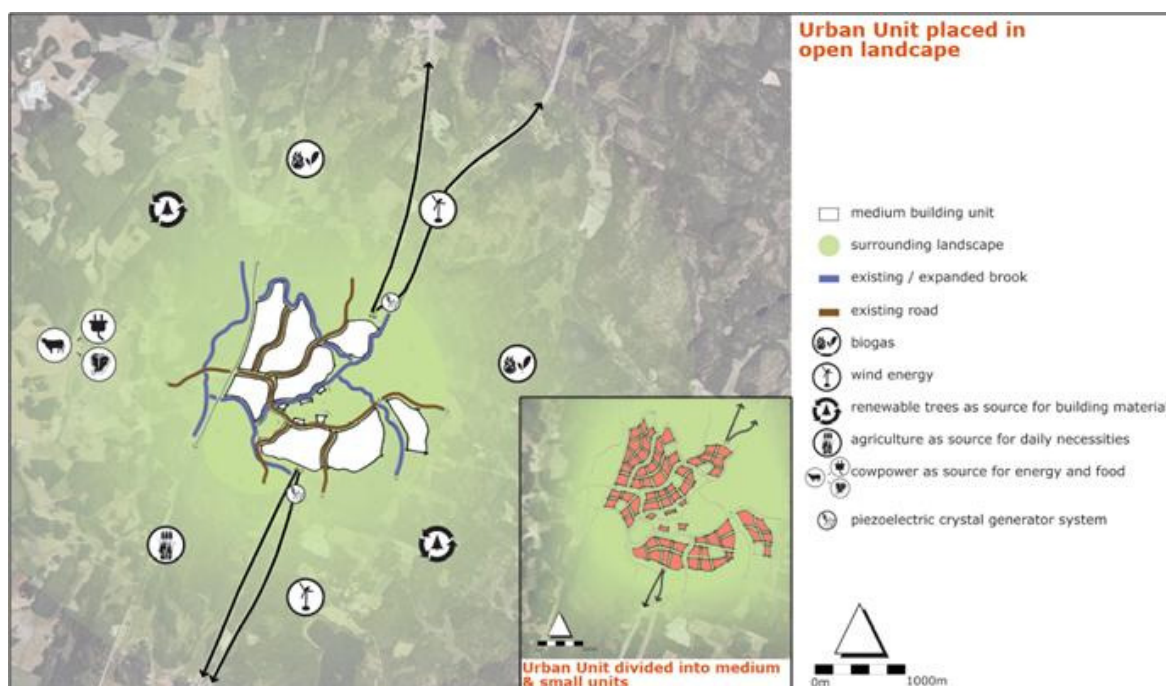 Urban Unit placed in
open landcape
medium building unit
surrounding landscape
existing / expanded brook
existing road
biogas
wind energy
renewable trees as source for building material
agriculture as source for daily necessities
cowpower as source for energy and food
piezoelectric crystal generator system
0m 1000m
Urban Unit divided into medium
& small units